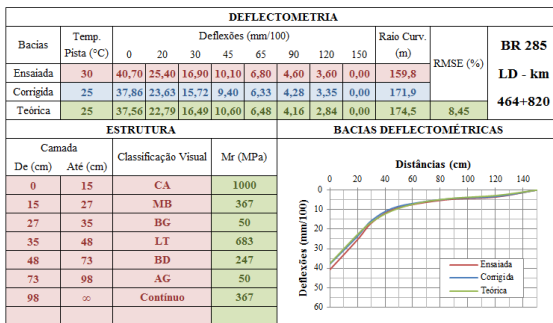 DEFLECTOMETRIA
Bacias Temp. Pista (°C) Deflexões (mm/100) Raio Curv. (m) RMSE (%) BR 285 LD - km 464+820
0 20 30 45 65 90 120 150
Ensaiada 30 40,70 25,40 16,90 10,10 6,80 4,60 3,60 0,00 159,8
Corrigida 25 37,86 23,63 15,72 9,40 6,33 4,28 3,35 0,00 171,9
Teórica 25 37,56 22,79 16,49 10,60 6,48 4,16 2,84 0,00 174,5 8,45
ESTRUTURA BACIAS DEFLECTOMÉTRICAS
Camada Classificação Visual Mr (MPa)
De (cm) Até (cm)
0 15 CA 1000
15 27 MB 367
27 35 BG 50
35 48 LT 683
48 73 BD 247
73 98 AG 50
98 ∞ Contínuo 367
Distâncias (cm)
0 20 40 60 80 100 120 140
Deflexões (mm/100)
0
10
20
30
40
50
60
Ensaiada
Corrigida
Teórica